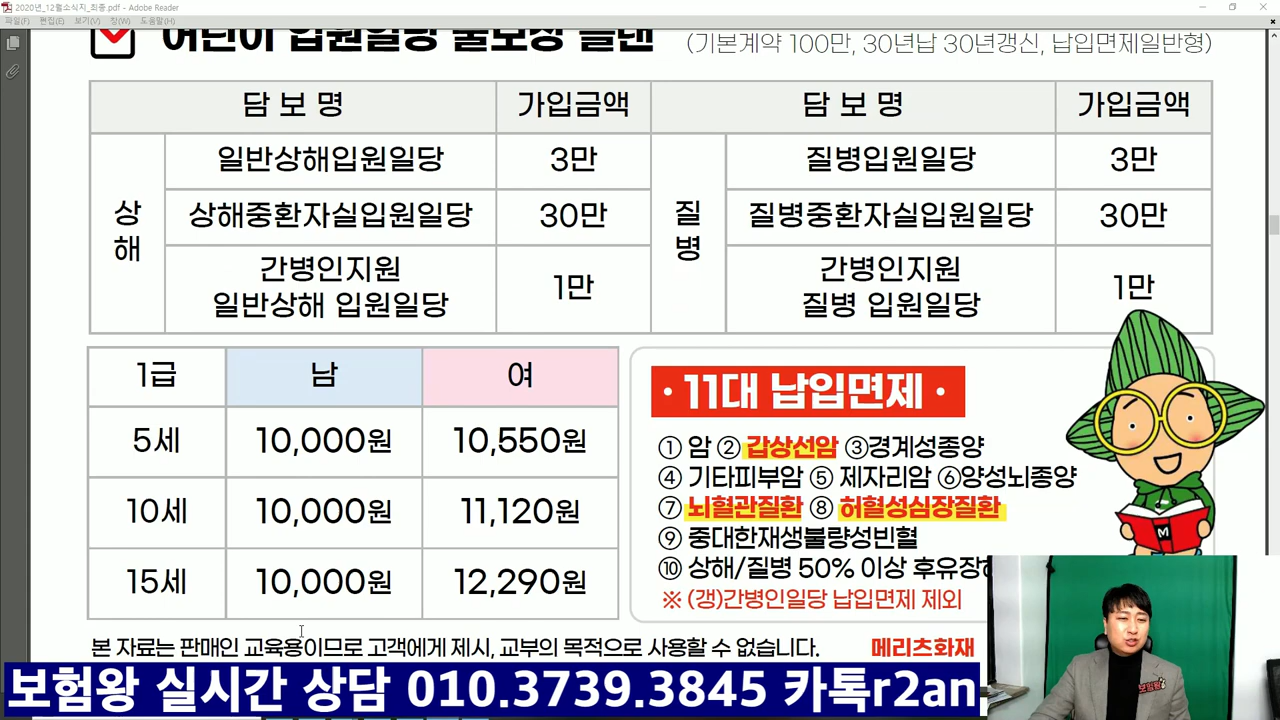 2020년_12월소식지_최종.pdf - Adobe Reader
파일(F) 편집(E) 보기(V) 창(W) 도움말(H)
어린이 입원일당 플랜
(기본계약 100만, 30년납 30년갱신, 납입면제일반형)
담 보 명 가입금액 담 보 명 가입금액
상해 일반상해입원일당 3만 질병 질병입원일당 3만
상해중환자실입원일당 30만 질병중환자실입원일당 30만
간병인지원 간병인지원
일반상해 입원일당 1만 질병 입원일당 1만
1급 남 여
5세 10,000원 10,550원
10세 10,000원 11,120원
15세 10,000원 12,290원
· 11대 납입면제 ·
① 암 ② 갑상선암 ③경계성종양
④ 기타피부암 ⑤ 제자리암 ⑥양성뇌종양
⑦ 뇌혈관질환 ⑧ 허혈성심장질환
⑨ 중대한재생불량성빈혈
⑩ 상해/질병 50% 이상
※ (갱)간병인일당 납입면제 제외
M
본 자료는 판매인 교육용이므로 고객에게 제시, 교부의 목적으로 사용할 수 없습니다. 메리츠화재
보험왕 실시간 상담 010.3739.3845 카톡r2an
보험왕